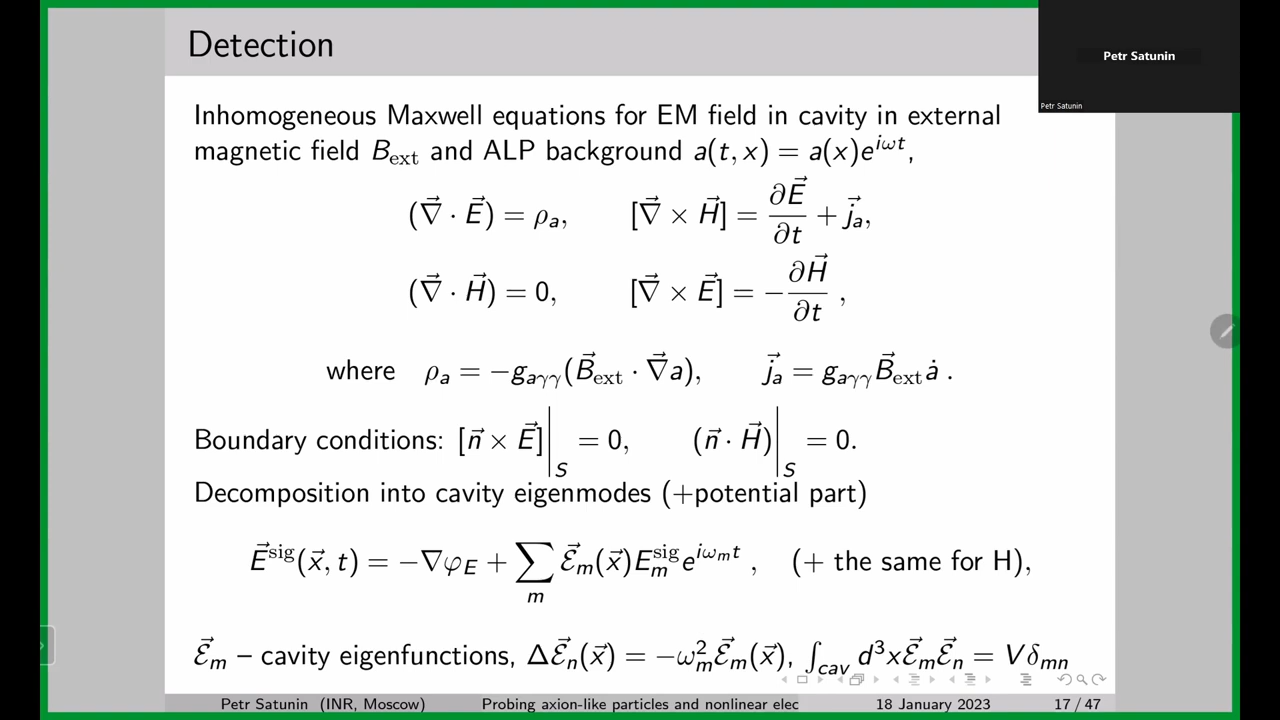 Detection
Petr Satunin
Petr Satunin
Inhomogeneous Maxwell equations for EM field in cavity in external
magnetic field B_ext and ALP background a(t, x) = a(x)e^{iωt},
(∇⃗ · E⃗) = ρ_a,   [∇⃗ × H⃗] = ∂E⃗/∂t + j⃗_a,
(∇⃗ · H⃗) = 0,   [∇⃗ × E⃗] = −∂H⃗/∂t ,
where ρ_a = −g_{aγγ}(B⃗_ext · ∇⃗a),   j⃗_a = g_{aγγ}B⃗_ext ȧ .
Boundary conditions: [n⃗ × E⃗]|_S = 0,   (n⃗ · H⃗)|_S = 0.
Decomposition into cavity eigenmodes (+potential part)
E⃗^sig(x⃗, t) = −∇φ_E + ∑_m ℰ⃗_m(x⃗)E_m^sig e^{iω_m t} ,   (+ the same for H),
ℰ⃗_m – cavity eigenfunctions, Δℰ⃗_n(x⃗) = −ω_m^2 ℰ⃗_m(x⃗), ∫_cav d^3x ℰ⃗_m ℰ⃗_n = Vδ_mn
Petr Satunin (INR, Moscow)   Probing axion-like particles and nonlinear elec   18 January 2023   17 / 47